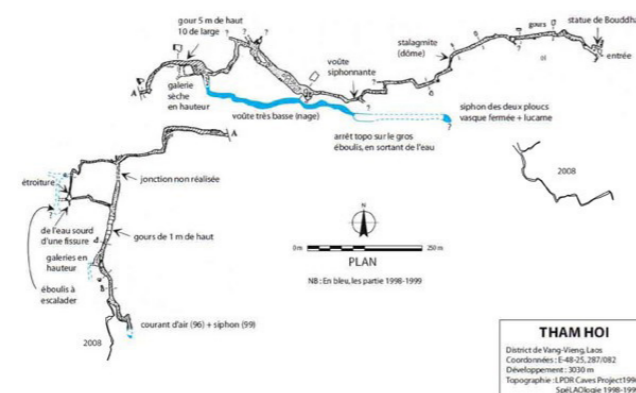 gour 5 m de haut
10 de large
galerie
sèche
en hauteur
A
voûte très basse (nage)
voûte
siphonnante
arrêt topo sur le gros
éboulis, en sortant de l'eau
stalagmite
(dôme)
gours
statue de Bouddha
entrée
siphon des deux ploucs
vasque fermée + lucarne
2008
A
étroiture
jonction non réalisée
de l'eau sourd
d'une fissure
gours de 1 m de haut
galeries en
hauteur
éboulis à
escalader
courant d'air (96) + siphon (99)
2008
N
0 m
250 m
PLAN
NB : En bleu, les partie 1998-1999
THAM HOI
District de Vang-Vieng, Laos
Coordonnées : E-48-25, 287/082
Développement : 3030 m
Topographie : LPDR Caves Project
SpéLAOlogie 1998-199